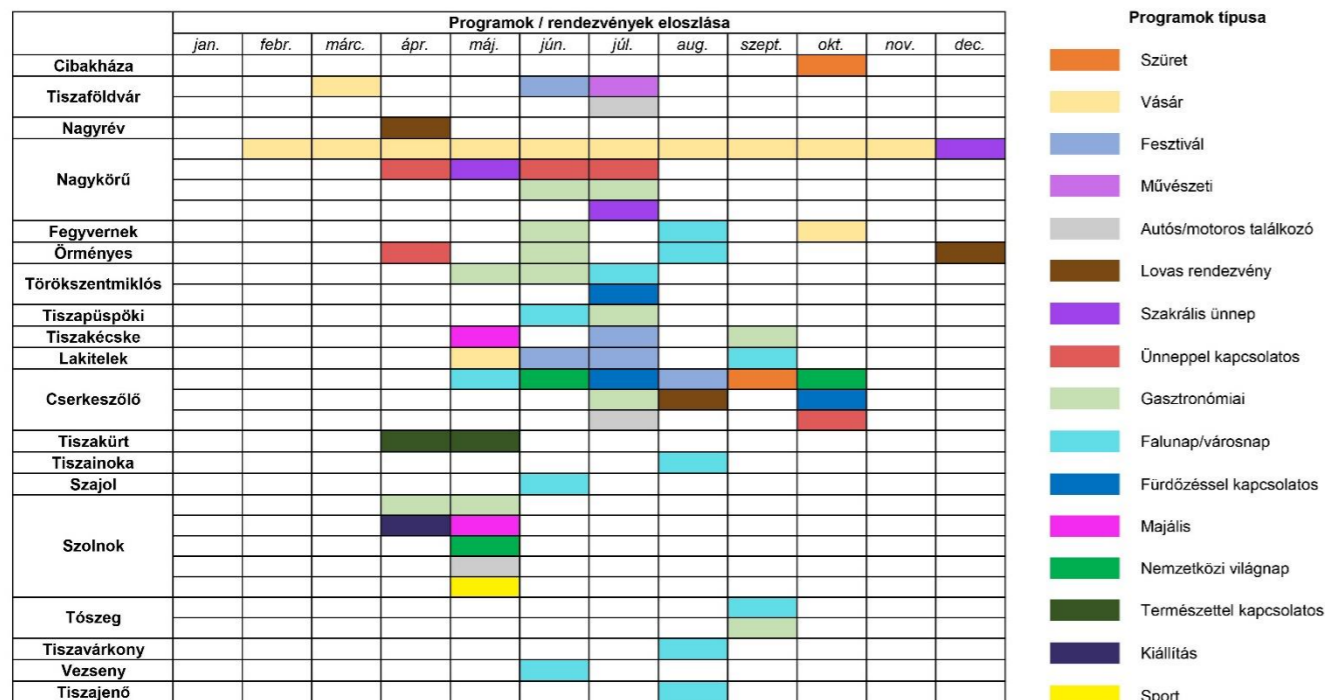 Programok / rendezvények eloszlása
jan. febr. márc. ápr. máj. jún. júl. aug. szept. okt. nov. dec.
Cibakháza
Tiszaföldvár
Nagyrév
Nagykörű
Fegyvernek
Örményes
Törökszentmiklós
Tiszapüspöki
Tiszakécske
Lakitelek
Cserkeszőlő
Tiszakürt
Tiszainoka
Szajol
Szolnok
Tószeg
Tiszavárkony
Vezseny
Tiszajenő
Programok típusa
Szüret
Vásár
Fesztivál
Művészeti
Autós/motoros találkozó
Lovas rendezvény
Szakrális ünnep
Ünneppel kapcsolatos
Gasztronómiai
Falunap/városnap
Fürdőzéssel kapcsolatos
Majális
Nemzetközi világnap
Természettel kapcsolatos
Kiállítás
Sport